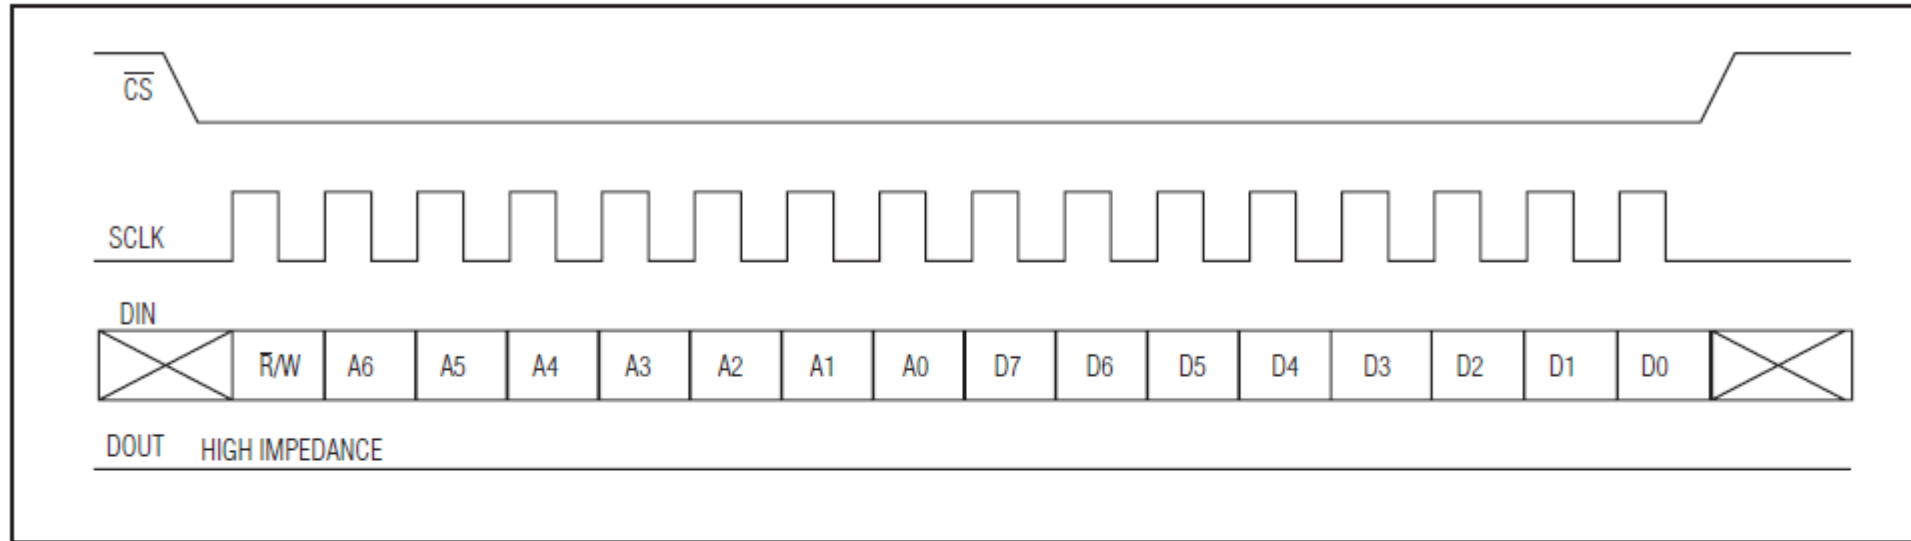 C̅S̅
SCLK
DIN
R̅/W A6 A5 A4 A3 A2 A1 A0 D7 D6 D5 D4 D3 D2 D1 D0
DOUT HIGH IMPEDANCE